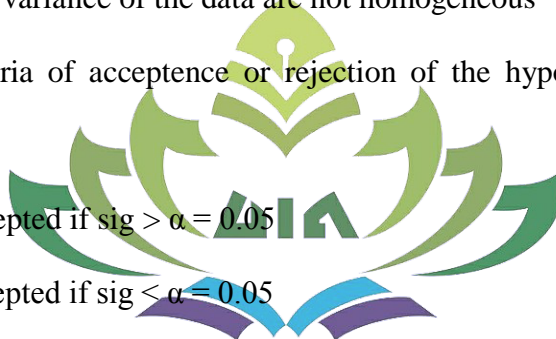 variance of the data are not homogeneous
ria of acceptence or rejection of the hypo
epted if sig > α = 0.05
epted if sig < α = 0.05